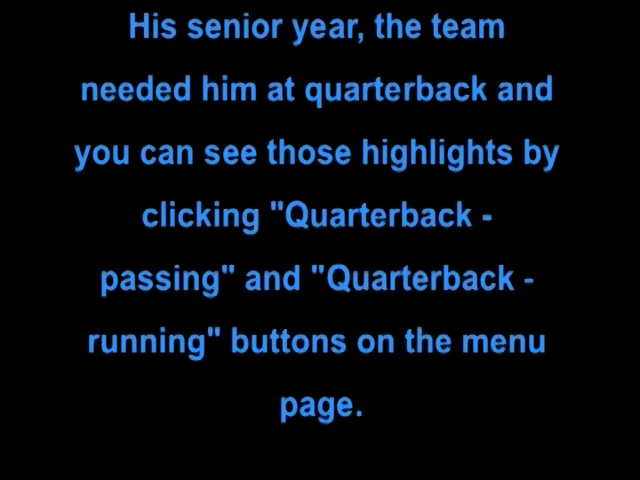 His senior year, the team
needed him at quarterback and
you can see those highlights by
clicking "Quarterback -
passing" and "Quarterback -
running" buttons on the menu
page.